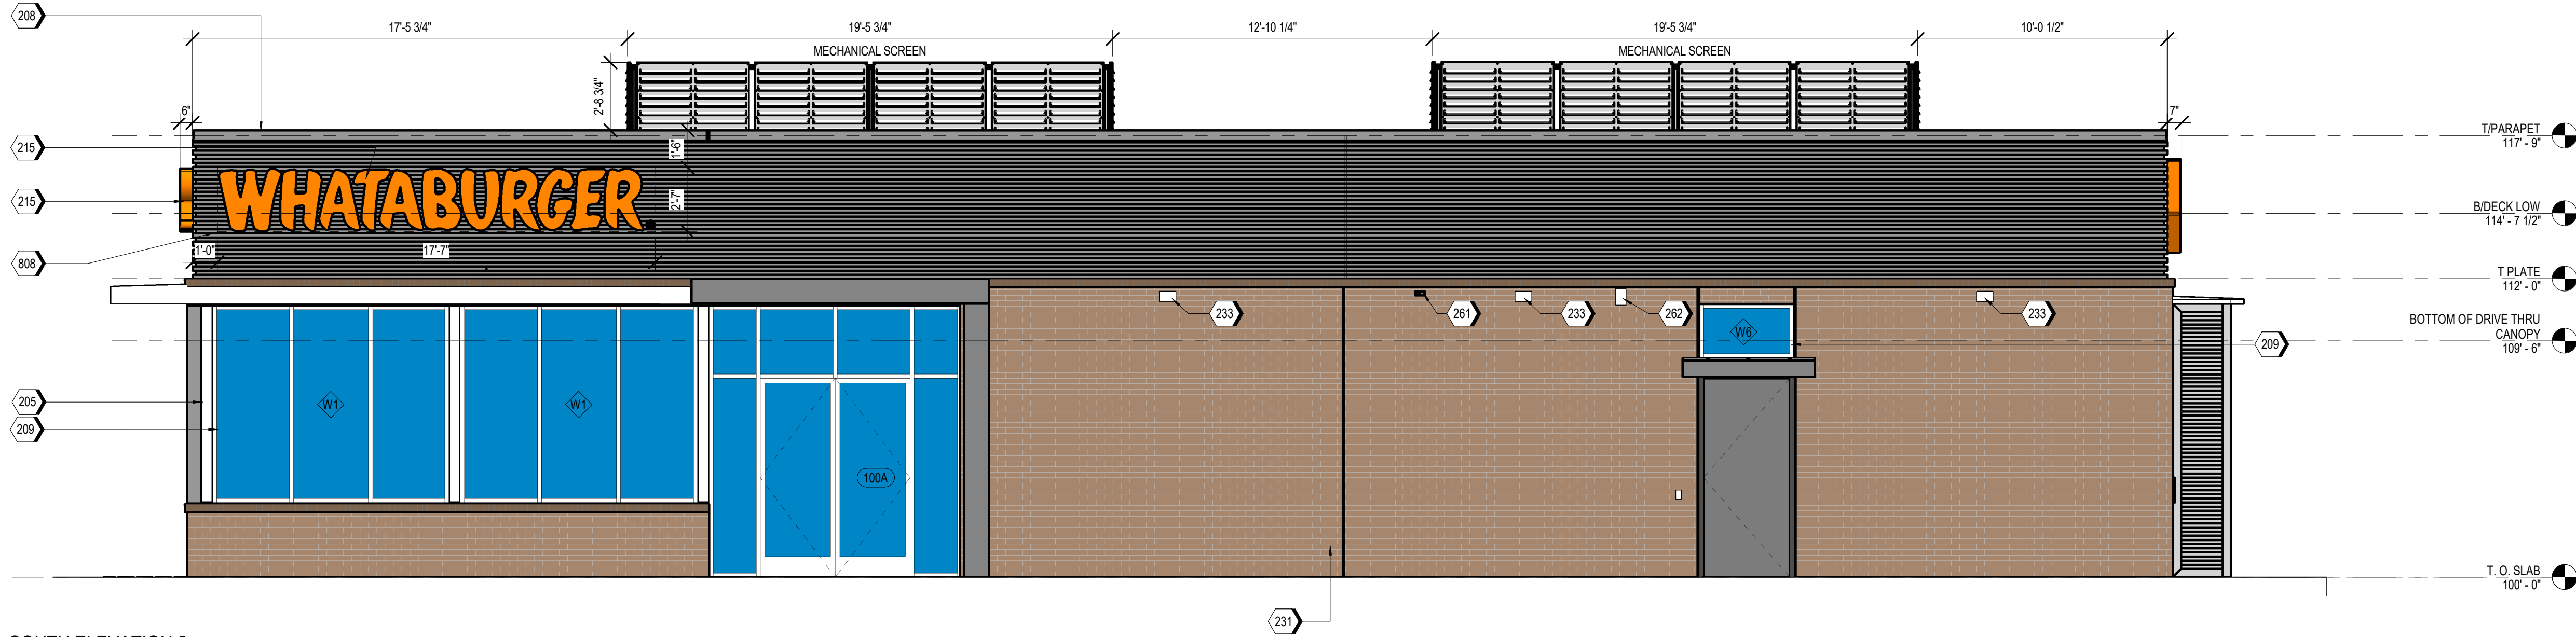 208
17'-5 3/4"
19'-5 3/4"
12'-10 1/4"
19'-5 3/4"
10'-0 1/2"
MECHANICAL SCREEN
MECHANICAL SCREEN
2'-8 3/4"
6"
7"
T/PARAPET
117' - 9"
215
1'-6"
WHATABURGER
215
2'-7"
B/DECK LOW
114' - 7 1/2"
808
1'-0"
17'-7"
T PLATE
112' - 0"
233
261
233
262
233
BOTTOM OF DRIVE THRU
CANOPY
109' - 6"
W6
209
205
W1
W1
209
100A
T. O. SLAB
100' - 0"
231